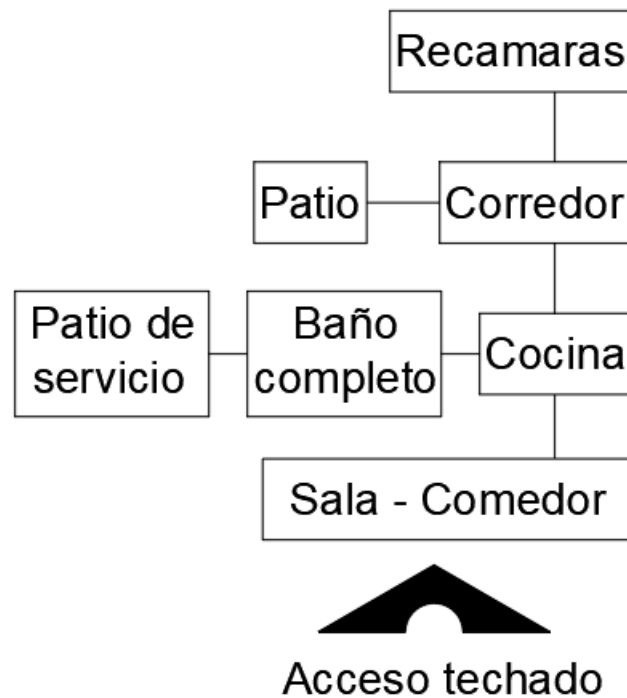 Recamaras
Patio
Corredor
Patio de
servicio
Baño
completo
Cocina
Sala - Comedor
Acceso techado